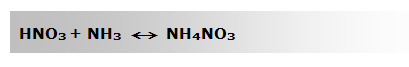 HNO₃ + NH₃ ↔ NH₄NO₃